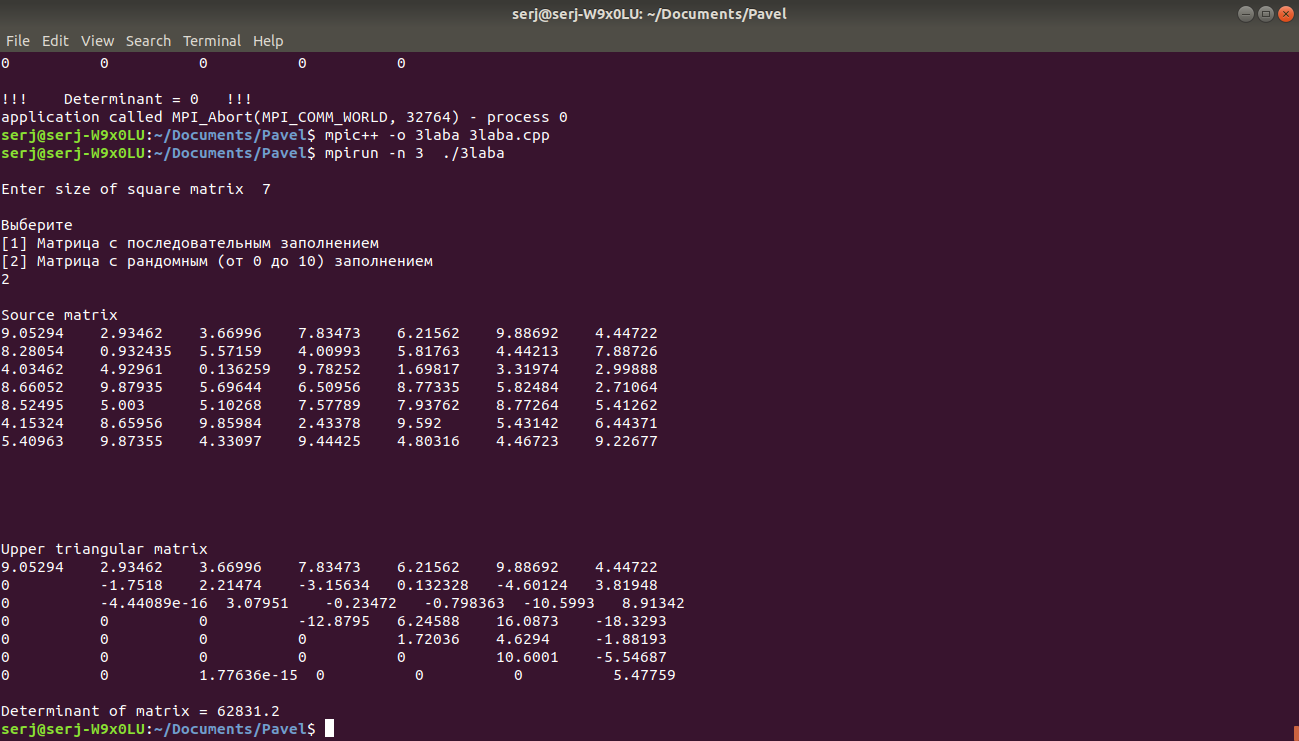 serj@serj-W9x0LU: ~/Documents/Pavel
File Edit View Search Terminal Help
0 0 0 0 0
!!! Determinant = 0 !!!
application called MPI_Abort(MPI_COMM_WORLD, 32764) - process 0
serj@serj-W9x0LU:~/Documents/Pavel$ mpic++ -o 3laba 3laba.cpp
serj@serj-W9x0LU:~/Documents/Pavel$ mpirun -n 3 ./3laba
Enter size of square matrix 7
Выберите
[1] Матрица с последовательным заполнением
[2] Матрица с рандомным (от 0 до 10) заполнением
2
Source matrix
9.05294 2.93462 3.66996 7.83473 6.21562 9.88692 4.44722
8.28054 0.932435 5.57159 4.00993 5.81763 4.44213 7.88726
4.03462 4.92961 0.136259 9.78252 1.69817 3.31974 2.99888
8.66052 9.87935 5.69644 6.50956 8.77335 5.82484 2.71064
8.52495 5.003 5.10268 7.57789 7.93762 8.77264 5.41262
4.15324 8.65956 9.85984 2.43378 9.592 5.43142 6.44371
5.40963 9.87355 4.33097 9.44425 4.80316 4.46723 9.22677
Upper triangular matrix
9.05294 2.93462 3.66996 7.83473 6.21562 9.88692 4.44722
0 -1.7518 2.21474 -3.15634 0.132328 -4.60124 3.81948
0 -4.44089e-16 3.07951 -0.23472 -0.798363 -10.5993 8.91342
0 0 0 -12.8795 6.24588 16.0873 -18.3293
0 0 0 0 1.72036 4.6294 -1.88193
0 0 0 0 0 10.6001 -5.54687
0 0 1.77636e-15 0 0 0 5.47759
Determinant of matrix = 62831.2
serj@serj-W9x0LU:~/Documents/Pavel$